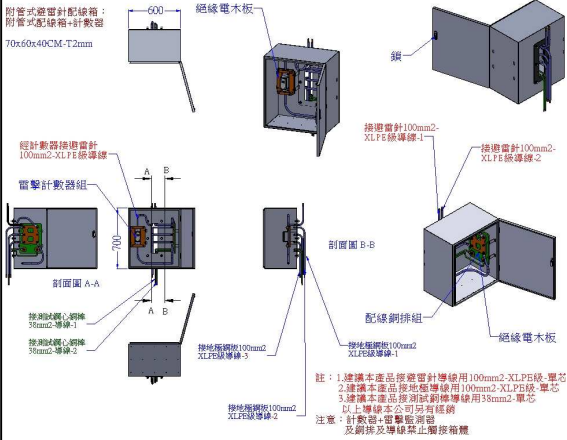 附管式避雷針配線箱：
附管式配線箱+計數器
70x60x40CM-T2mm
600
絕緣電木板
鎖
接避雷針100mm2-
XLPE級導線-1
接避雷針100mm2-
XLPE級導線-2
經計數器接避雷針
100mm2-XLPE級導線
雷擊計數器組
A B
700
剖面圖 A-A
A B
剖面圖 B-B
接測試銅心銅棒
38mm2-導線-1
接測試銅心銅棒
38mm2-導線-2
接地極銅板100mm2
XLPE級導線-3
接地極銅板100mm2
XLPE級導線-1
接地極銅板100mm2
XLPE級導線-2
配線銅排組
絕緣電木板
註：1.建議本產品接避雷針導線用100mm2-XLPE級-單芯
2.建議本產品接地極導線用100mm2-XLPE級-單芯
3.建議本產品接測試銅棒導線用38mm2-單芯
以上導線本公司另有經銷
注意：計數器+雷擊監測器
及銅排及導線禁止觸接箱體